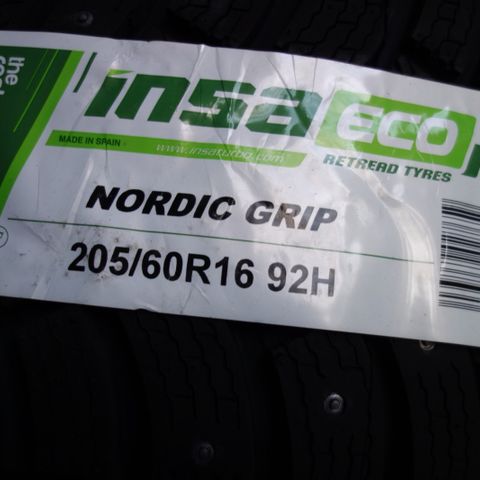 the
insa ECO
MADE IN SPAIN
www.insaturbo.com
RETREAD TYRES
NORDIC GRIP
205/60R16 92H